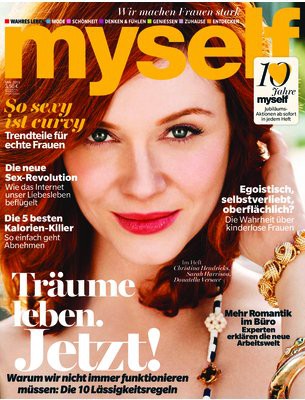 Wir machen Frauen stark
WAHRES LEBEN MODE SCHÖNHEIT DENKEN & FÜHLEN GENIESSEN ZUHAUSE ENTDECKEN
myself
10
Jahre
myself
Jubiläums-
Aktionen ab sofort
in jedem Heft
So sexy
ist curvy
Trendteile für
echte Frauen
Die neue
Sex-Revolution
Wie das Internet
unser Liebesleben
beflügelt
Die 5 besten
Kalorien-Killer
So einfach geht
Abnehmen
Egoistisch,
selbstverliebt,
oberflächlich?
Die Wahrheit über
kinderlose Frauen
Im Heft
Christina Hendricks,
Sarah Harrison,
Donatella Versace
Träume
leben.
Jetzt!
Mehr Romantik
im Büro
Experten
erklären die neue
Arbeitswelt
Warum wir nicht immer funktionieren
müssen: Die 10 Lässigkeitsregeln